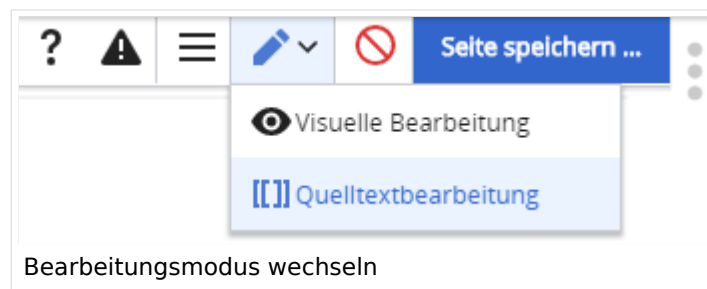 ? Seite speichern ...
Visuelle Bearbeitung
[[]] Quelltextbearbeitung
Bearbeitungsmodus wechseln